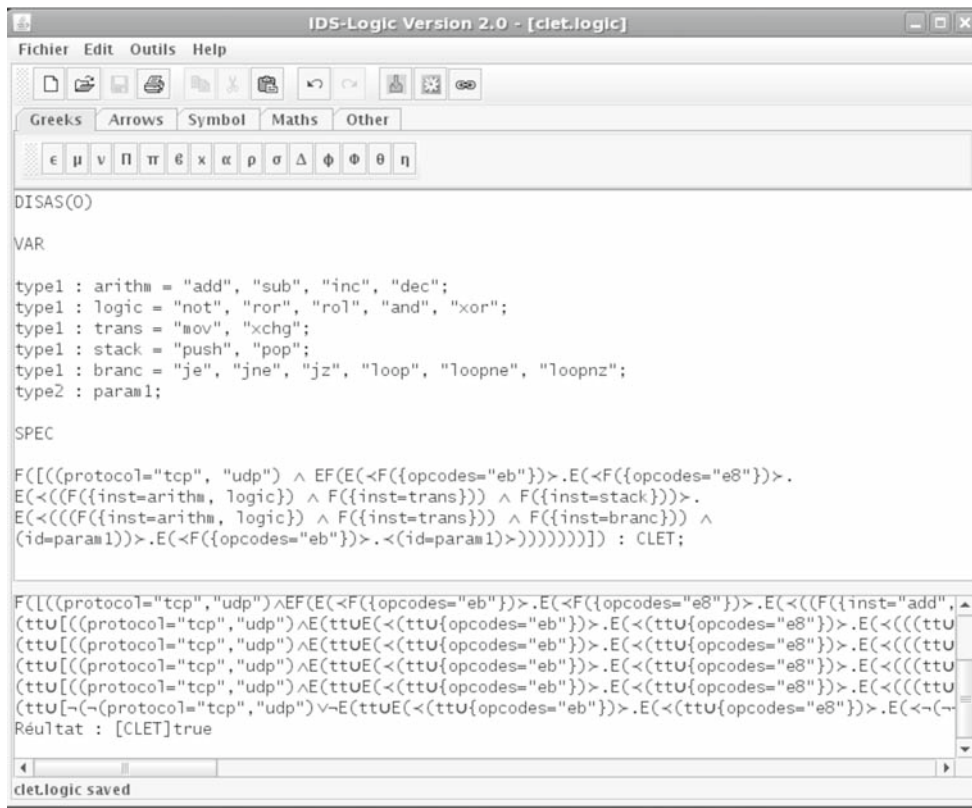 IDS-Logic Version 2.0 - [clet.logic]
Fichier Edit Outils Help
Greeks Arrows Symbol Maths Other
ϵ μ ν Π π ϐ x α ρ σ Δ ϕ Φ θ η
DISAS(0)
VAR
type1 : arithm = "add", "sub", "inc", "dec";
type1 : logic = "not", "ror", "rol", "and", "xor";
type1 : trans = "mov", "xchg";
type1 : stack = "push", "pop";
type1 : branc = "je", "jne", "jz", "loop", "loopne", "loopnz";
type2 : param1;
SPEC
F([((protocol="tcp", "udp") ∧ EF(E(≺F({opcodes="eb"})≻.E(≺F({opcodes="e8"})≻.
E(≺((F({inst=arithm, logic}) ∧ F({inst=trans})) ∧ F({inst=stack}))≻.
E(≺(((F({inst=arithm, logic}) ∧ F({inst=trans})) ∧ F({inst=branc})) ∧
(id=param1))≻.E(≺F({opcodes="eb"})≻.≺(id=param1)≻)))))))]) : CLET;
F([((protocol="tcp","udp")∧EF(E(≺F({opcodes="eb"})≻.E(≺F({opcodes="e8"})≻.E(≺((F({inst="add",
(ttU[((protocol="tcp","udp")∧E(ttUE(≺(ttU{opcodes="eb"})≻.E(≺(ttU{opcodes="e8"})≻.E(≺(((ttU
(ttU[((protocol="tcp","udp")∧E(ttUE(≺(ttU{opcodes="eb"})≻.E(≺(ttU{opcodes="e8"})≻.E(≺(((ttU
(ttU[((protocol="tcp","udp")∧E(ttUE(≺(ttU{opcodes="eb"})≻.E(≺(ttU{opcodes="e8"})≻.E(≺(((ttU
(ttU[((protocol="tcp","udp")∧E(ttUE(≺(ttU{opcodes="eb"})≻.E(≺(ttU{opcodes="e8"})≻.E(≺(((ttU
(ttU[¬(¬(protocol="tcp","udp")∨¬E(ttUE(≺(ttU{opcodes="eb"})≻.E(≺(ttU{opcodes="e8"})≻.E(≺¬(¬
Réultat : [CLET]true
clet.logic saved